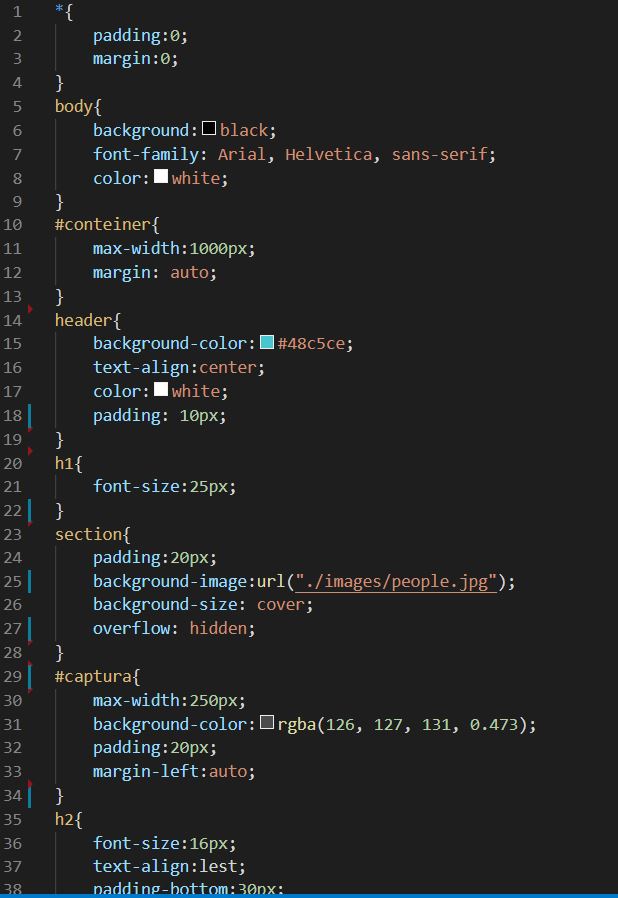 1 *{
2 padding:0;
3 margin:0;
4 }
5 body{
6 background: black;
7 font-family: Arial, Helvetica, sans-serif;
8 color: white;
9 }
10 #conteiner{
11 max-width:1000px;
12 margin: auto;
13 }
14 header{
15 background-color: #48c5ce;
16 text-align:center;
17 color: white;
18 padding: 10px;
19 }
20 h1{
21 font-size:25px;
22 }
23 section{
24 padding:20px;
25 background-image:url("./images/people.jpg");
26 background-size: cover;
27 overflow: hidden;
28 }
29 #captura{
30 max-width:250px;
31 background-color: rgba(126, 127, 131, 0.473);
32 padding:20px;
33 margin-left:auto;
34 }
35 h2{
36 font-size:16px;
37 text-align:lest;
38 padding-bottom:30px;